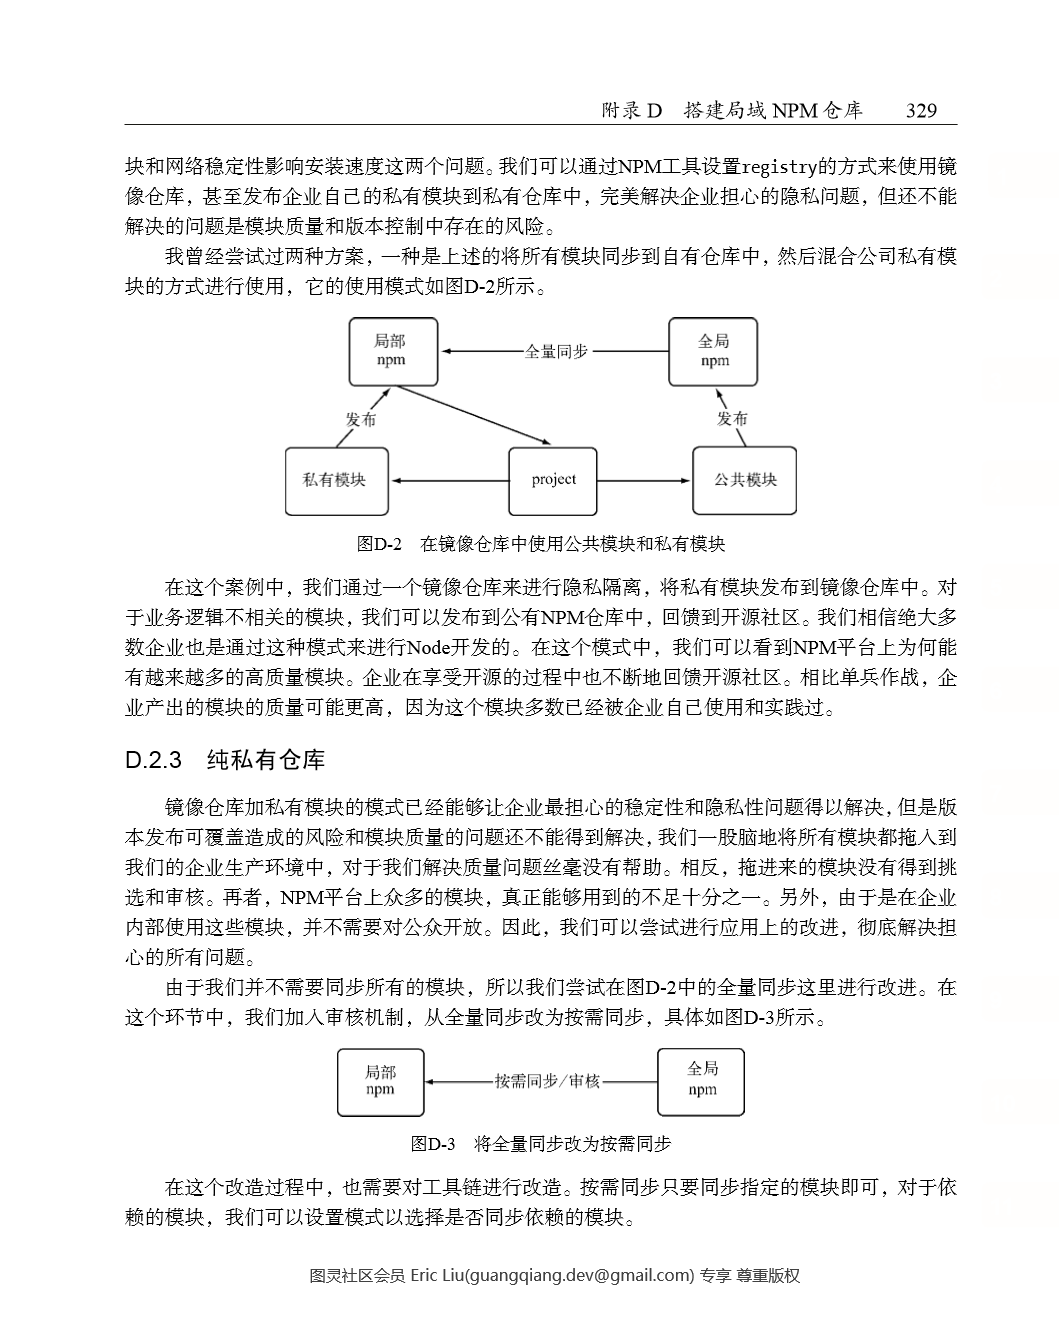 附录 D 搭建局域 NPM 仓库 329
块和网络稳定性影响安装速度这两个问题。我们可以通过NPM工具设置registry的方式来使用镜
像仓库，甚至发布企业自己的私有模块到私有仓库中，完美解决企业担心的隐私问题，但还不能
解决的问题是模块质量和版本控制中存在的风险。
我曾经尝试过两种方案，一种是上述的将所有模块同步到自有仓库中，然后混合公司私有模
块的方式进行使用，它的使用模式如图D-2所示。
局部
npm
全量同步
全局
npm
发布
发布
私有模块
project
公共模块
图D-2 在镜像仓库中使用公共模块和私有模块
在这个案例中，我们通过一个镜像仓库来进行隐私隔离，将私有模块发布到镜像仓库中。对
于业务逻辑不相关的模块，我们可以发布到公有NPM仓库中，回馈到开源社区。我们相信绝大多
数企业也是通过这种模式来进行Node开发的。在这个模式中，我们可以看到NPM平台上为何能
有越来越多的高质量模块。企业在享受开源的过程中也不断地回馈开源社区。相比单兵作战，企
业产出的模块的质量可能更高，因为这个模块多数已经被企业自己使用和实践过。
D.2.3 纯私有仓库
镜像仓库加私有模块的模式已经能够让企业最担心的稳定性和隐私性问题得以解决，但是版
本发布可覆盖造成的风险和模块质量的问题还不能得到解决，我们一股脑地将所有模块都拖入到
我们的企业生产环境中，对于我们解决质量问题丝毫没有帮助。相反，拖进来的模块没有得到挑
选和审核。再者，NPM平台上众多的模块，真正能够用到的不足十分之一。另外，由于是在企业
内部使用这些模块，并不需要对公众开放。因此，我们可以尝试进行应用上的改进，彻底解决担
心的所有问题。
由于我们并不需要同步所有的模块，所以我们尝试在图D-2中的全量同步这里进行改进。在
这个环节中，我们加入审核机制，从全量同步改为按需同步，具体如图D-3所示。
局部
npm
按需同步/审核
全局
npm
图D-3 将全量同步改为按需同步
在这个改造过程中，也需要对工具链进行改造。按需同步只要同步指定的模块即可，对于依
赖的模块，我们可以设置模式以选择是否同步依赖的模块。
图灵社区会员 Eric Liu(guangqiang.dev@gmail.com) 专享 尊重版权